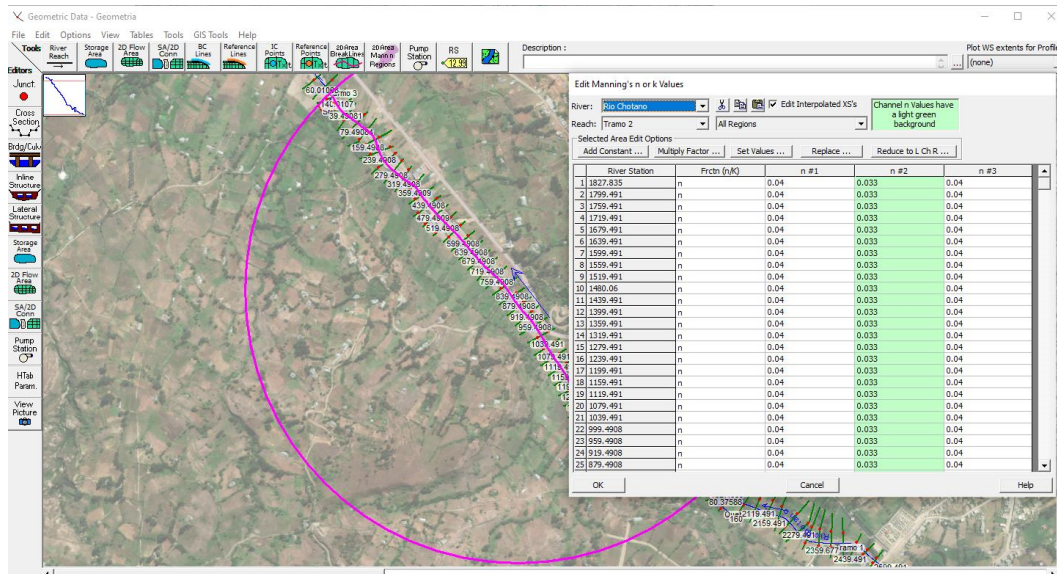 Geometric Data - Geometria
File Edit Options View Tables Tools GIS Tools Help
Tools River Reach Storage Area 2D Flow Area SA/2D Conn BC Lines Reference Lines IC Points Reference Points 2D Area BreakLines 2D Area Mann n Regions Pump Station RS
Description :
Plot WS extents for Profile
(none)
Editors
Junct.
Cross Section
Brdg/Culv
Inline Structure
Lateral Structure
Storage Area
2D Flow Area
SA/2D Conn
Pump Station
HTab Param.
View Picture
159.4908
239.4908
279.4908
319.4908
359.4909
439.4908
479.4909
519.4908
599.4908
639.4908
679.4908
719.4908
759.4908
839.4908
879.4908
919.4908
959.4908
1039.491
80.37588
2119.491
160
2159.491
2279.491
2359.677
Tramo 1
2439.491
Edit Manning's n or k Values
River: Rio Chotano Edit Interpolated XS's Channel n Values have a light green background
Reach: Tramo 2 All Regions
Selected Area Edit Options
Add Constant ... Multiply Factor ... Set Values ... Replace ... Reduce to L Ch R ...
River Station Frctn (n/K) n #1 n #2 n #3
1 1827.835 n 0.04 0.033 0.04
2 1799.491 n 0.04 0.033 0.04
3 1759.491 n 0.04 0.033 0.04
4 1719.491 n 0.04 0.033 0.04
5 1679.491 n 0.04 0.033 0.04
6 1639.491 n 0.04 0.033 0.04
7 1599.491 n 0.04 0.033 0.04
8 1559.491 n 0.04 0.033 0.04
9 1519.491 n 0.04 0.033 0.04
10 1480.06 n 0.04 0.033 0.04
11 1439.491 n 0.04 0.033 0.04
12 1399.491 n 0.04 0.033 0.04
13 1359.491 n 0.04 0.033 0.04
14 1319.491 n 0.04 0.033 0.04
15 1279.491 n 0.04 0.033 0.04
16 1239.491 n 0.04 0.033 0.04
17 1199.491 n 0.04 0.033 0.04
18 1159.491 n 0.04 0.033 0.04
19 1119.491 n 0.04 0.033 0.04
20 1079.491 n 0.04 0.033 0.04
21 1039.491 n 0.04 0.033 0.04
22 999.4908 n 0.04 0.033 0.04
23 959.4908 n 0.04 0.033 0.04
24 919.4908 n 0.04 0.033 0.04
25 879.4908 n 0.04 0.033 0.04
OK Cancel Help